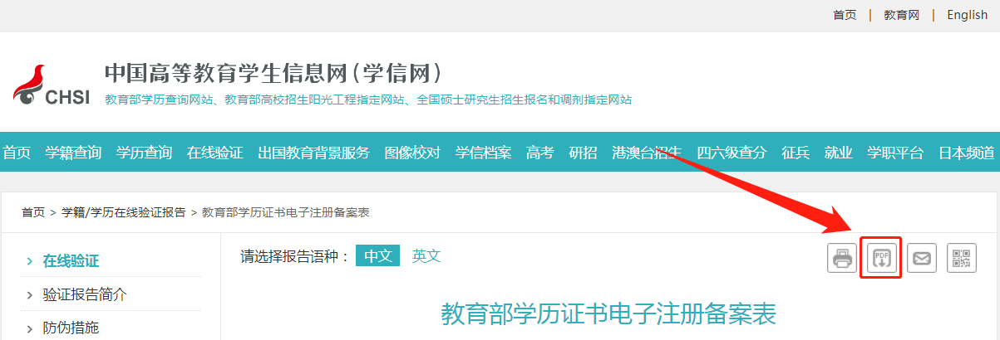 首页 | 教育网 | English
中国高等教育学生信息网(学信网)
CHSI
教育部学历查询网站、教育部高校招生阳光工程指定网站、全国硕士研究生招生报名和调剂指定网站
首页 学籍查询 学历查询 在线验证 出国教育背景服务 图像校对 学信档案 高考 研招 港澳台招生 四六级查分 征兵 就业 学职平台 日本频道
首页 > 学籍/学历在线验证报告 > 教育部学历证书电子注册备案表
请选择报告语种： 中文 英文
PDF
> 在线验证
> 验证报告简介
> 防伪措施
教育部学历证书电子注册备案表